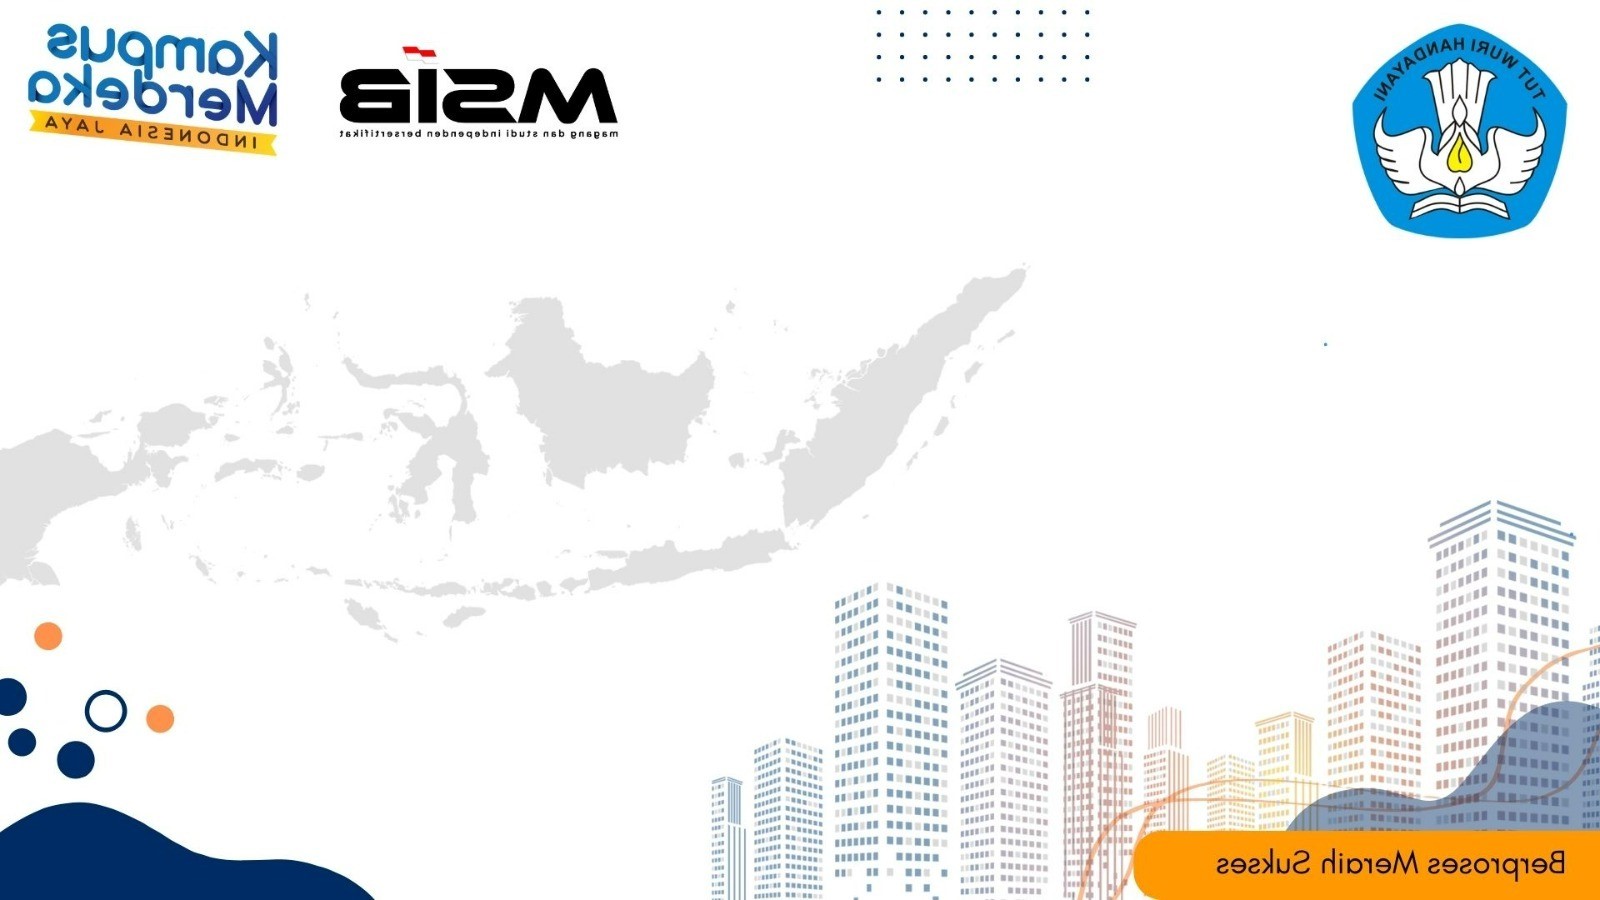 Kampus
Merdeka
INDONESIA JAYA
MSIB
magang dan studi independen bersertifikat
TUT WURI HANDAYANI
Berproses Meraih Sukses